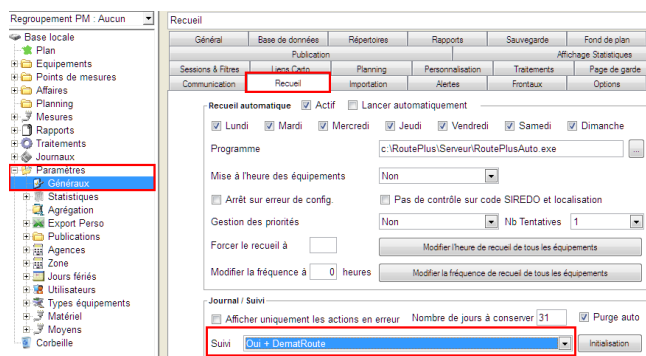 Regroupement PM : Aucun
Base locale
Plan
Equipements
Points de mesures
Affaires
Planning
Mesures
Rapports
Traitements
Journaux
Paramètres
Généraux
Statistiques
Agrégation
Export Perso
Publications
Agences
Zone
Jours fériés
Utilisateurs
Types équipements
Matériel
Moyens
Corbeille
Recueil
Général Base de données Répertoires Rapports Sauvegarde Fond de plan
Publication Affichage Statistiques
Sessions & Filtres Liens Carto Planning Personnalisation Traitements Page de garde
Communication Recueil Importation Alertes Frontaux Options
Recueil automatique Actif Lancer automatiquement
Lundi Mardi Mercredi Jeudi Vendredi Samedi Dimanche
Programme c:\RoutePlus\Serveur\RoutePlusAuto.exe ...
Mise à l'heure des équipements Non
Arrêt sur erreur de config. Pas de contrôle sur code SIREDO et localisation
Gestion des priorités Non Nb Tentatives 1
Forcer le recueil à Modifier l'heure de recueil de tous les équipements
Modifier la fréquence à 0 heures Modifier la fréquence de recueil de tous les équipements
Journal / Suivi
Afficher uniquement les actions en erreur Nombre de jours à conserver 31 Purge auto
Suivi Oui + DematRoute Initialisation